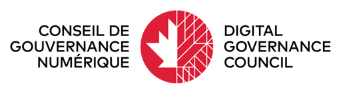 CONSEIL DE
GOUVERNANCE
NUMÉRIQUE
DIGITAL
GOVERNANCE
COUNCIL